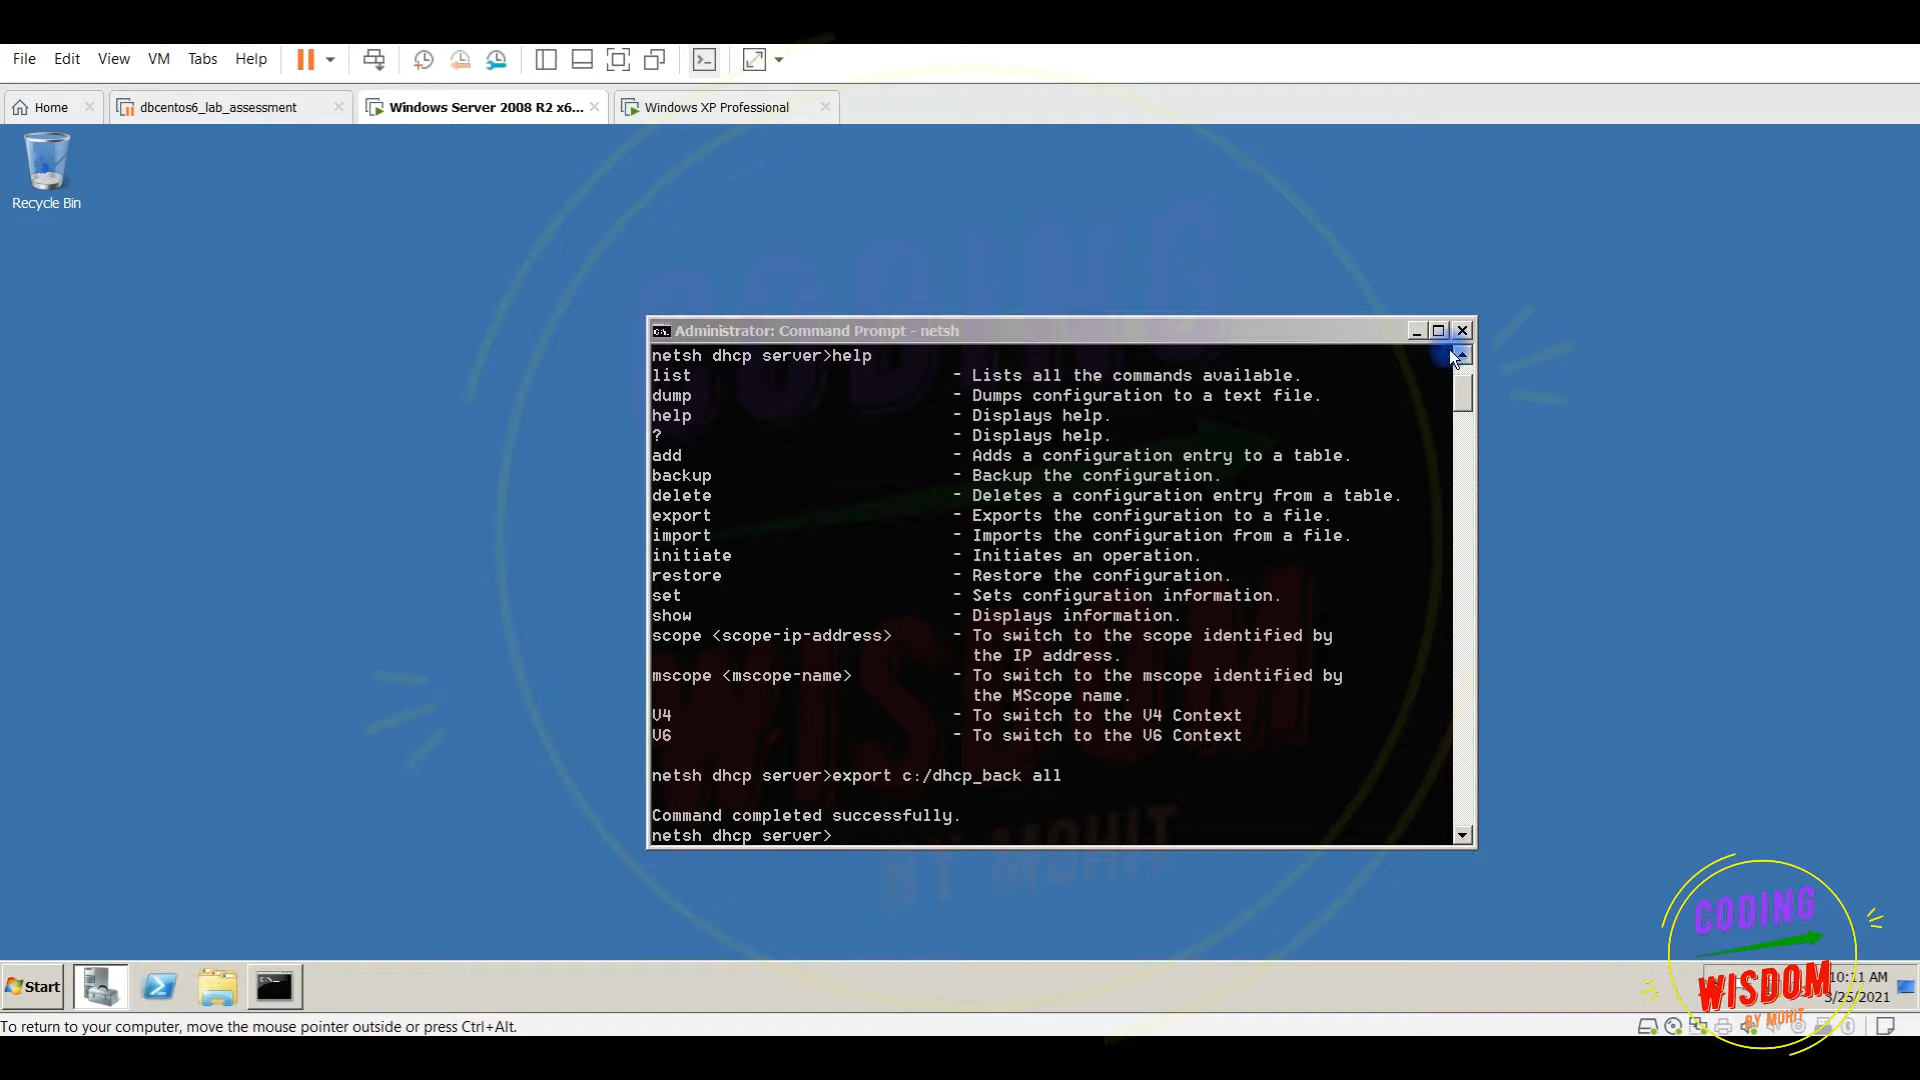 File Edit View VM Tabs Help
Home dbcentos6_lab_assessment Windows Server 2008 R2 x6... Windows XP Professional
Recycle Bin
Administrator: Command Prompt - netsh
netsh dhcp server>help
list - Lists all the commands available.
dump - Dumps configuration to a text file.
help - Displays help.
? - Displays help.
add - Adds a configuration entry to a table.
backup - Backup the configuration.
delete - Deletes a configuration entry from a table.
export - Exports the configuration to a file.
import - Imports the configuration from a file.
initiate - Initiates an operation.
restore - Restore the configuration.
set - Sets configuration information.
show - Displays information.
scope <scope-ip-address> - To switch to the scope identified by
the IP address.
mscope <mscope-name> - To switch to the mscope identified by
the MScope name.
V4 - To switch to the V4 Context
V6 - To switch to the V6 Context
netsh dhcp server>export c:/dhcp_back all
Command completed successfully.
netsh dhcp server>
CODING
WISDOM
BY MOHIT
Start
10:11 AM
3/25/2021
CODING
WISDOM
BY MOHIT
To return to your computer, move the mouse pointer outside or press Ctrl+Alt.